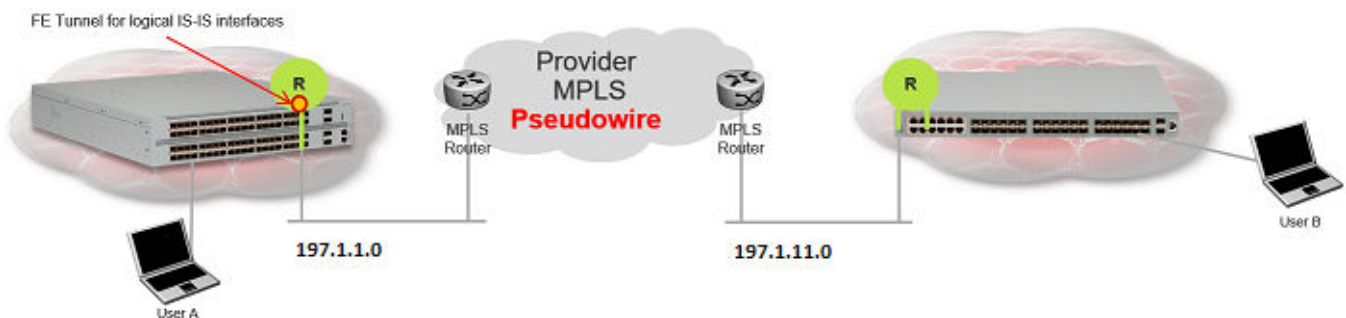 FE Tunnel for logical IS-IS interfaces
R
Provider
MPLS
Pseudowire
R
MPLS
Router
MPLS
Router
197.1.1.0
197.1.11.0
User A
User B